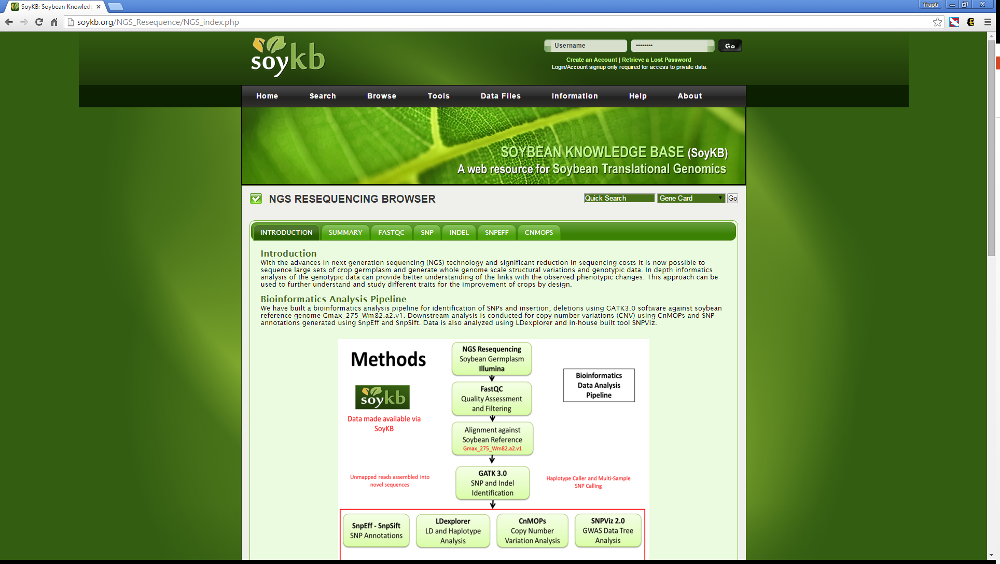 SoyKB: Soybean Knowled
Trupti
soykb.org/NGS_Resequence/NGS_index.php
soykb
Username
Go
Create an Account | Retrieve a Lost Password
Login/Account signup only required for access to private data.
Home Search Browse Tools Data Files Information Help About
SOYBEAN KNOWLEDGE BASE (SoyKB)
A web resource for Soybean Translational Genomics
NGS RESEQUENCING BROWSER
Quick Search Gene Card Go
INTRODUCTION SUMMARY FASTQC SNP INDEL SNPEFF CNMOPS
Introduction
With the advances in next generation sequencing (NGS) technology and significant reduction in sequencing costs it is now possible to
sequence large sets of crop germplasm and generate whole genome scale structural variations and genotypic data. In depth informatics
analysis of the genotypic data can provide better understanding of the links with the observed phenotypic changes. This approach can be
used to further understand and study different traits for the improvement of crops by design.
Bioinformatics Analysis Pipeline
We have built a bioinformatics analysis pipeline for identification of SNPs and insertion, deletions using GATK3.0 software against soybean
reference genome Gmax_275_Wm82.a2.v1. Downstream analysis is conducted for copy number variations (CNV) using CnMOPs and SNP
annotations generated using SnpEff and SnpSift. Data is also analyzed using LDexplorer and in-house built tool SNPViz.
Methods
NGS Resequencing
Soybean Germplasm
Illumina
Bioinformatics
Data Analysis
Pipeline
soykb
Data made available via
SoyKB
FastQC
Quality Assessment
and Filtering
Alignment against
Soybean Reference
Gmax_275_Wm82.a2.v1
Unmapped reads assembled into
novel sequences
GATK 3.0
SNP and Indel
Identification
Haplotype Caller and Multi-Sample
SNP Calling
SnpEff - SnpSift
SNP Annotations
LDexplorer
LD and Haplotype
Analysis
CnMOPs
Copy Number
Variation Analysis
SNPViz 2.0
GWAS Data Tree
Analysis